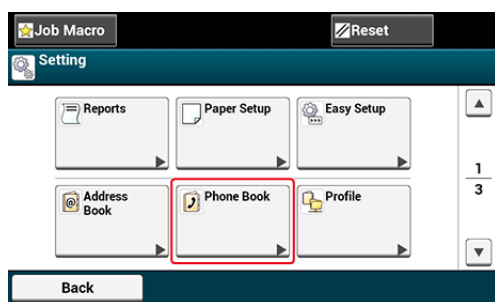 Job Macro
Reset
Setting
Reports
Paper Setup
Easy Setup
1
3
Address
Book
Phone Book
Profile
Back